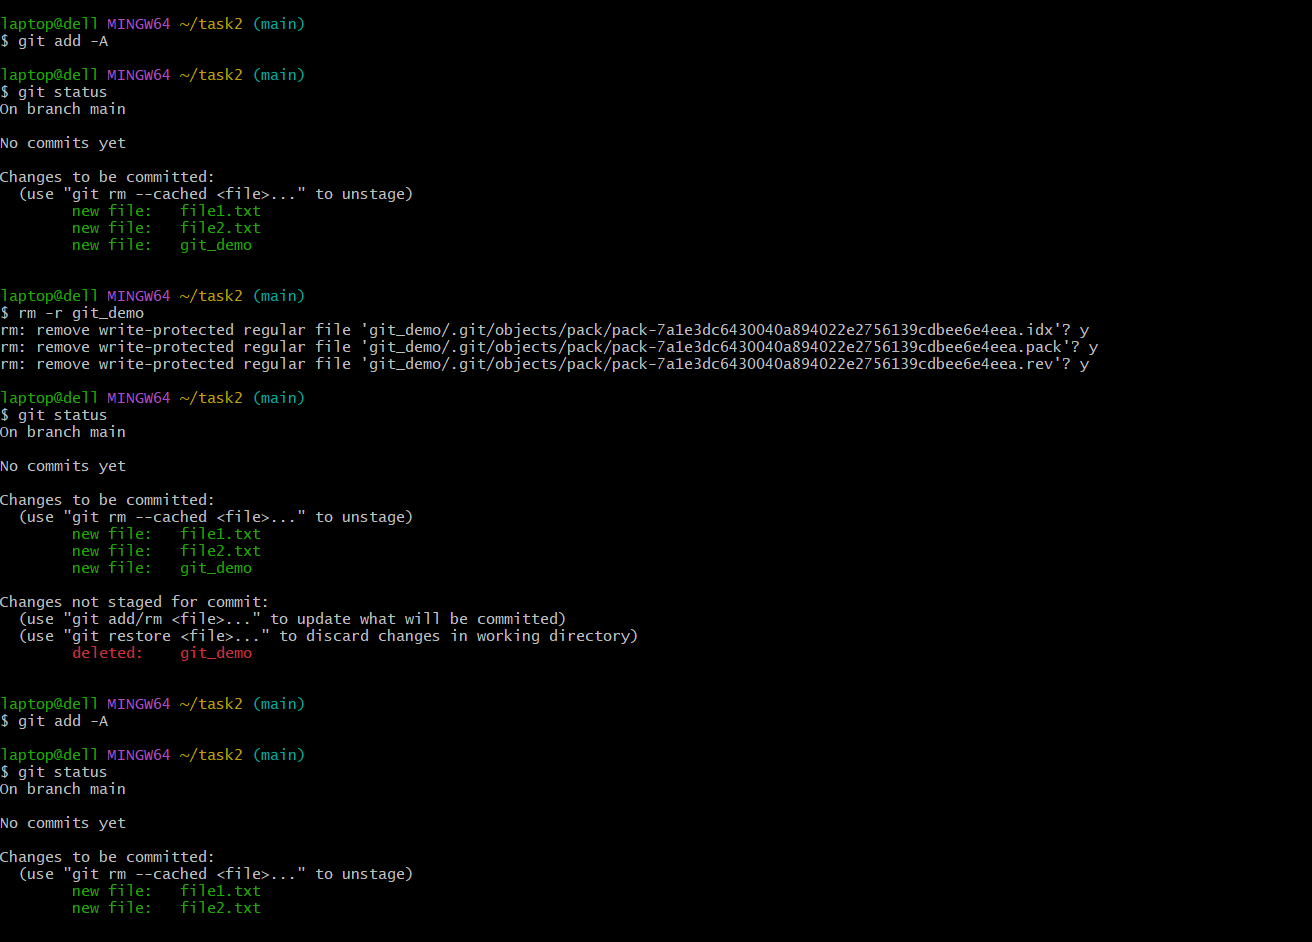 laptop@dell MINGW64 ~/task2 (main)
$ git add -A
laptop@dell MINGW64 ~/task2 (main)
$ git status
On branch main
No commits yet
Changes to be committed:
  (use "git rm --cached <file>..." to unstage)
        new file:   file1.txt
        new file:   file2.txt
        new file:   git_demo
laptop@dell MINGW64 ~/task2 (main)
$ rm -r git_demo
rm: remove write-protected regular file 'git_demo/.git/objects/pack/pack-7a1e3dc6430040a894022e2756139cdbee6e4eea.idx'? y
rm: remove write-protected regular file 'git_demo/.git/objects/pack/pack-7a1e3dc6430040a894022e2756139cdbee6e4eea.pack'? y
rm: remove write-protected regular file 'git_demo/.git/objects/pack/pack-7a1e3dc6430040a894022e2756139cdbee6e4eea.rev'? y
laptop@dell MINGW64 ~/task2 (main)
$ git status
On branch main
No commits yet
Changes to be committed:
  (use "git rm --cached <file>..." to unstage)
        new file:   file1.txt
        new file:   file2.txt
        new file:   git_demo
Changes not staged for commit:
  (use "git add/rm <file>..." to update what will be committed)
  (use "git restore <file>..." to discard changes in working directory)
        deleted:    git_demo
laptop@dell MINGW64 ~/task2 (main)
$ git add -A
laptop@dell MINGW64 ~/task2 (main)
$ git status
On branch main
No commits yet
Changes to be committed:
  (use "git rm --cached <file>..." to unstage)
        new file:   file1.txt
        new file:   file2.txt